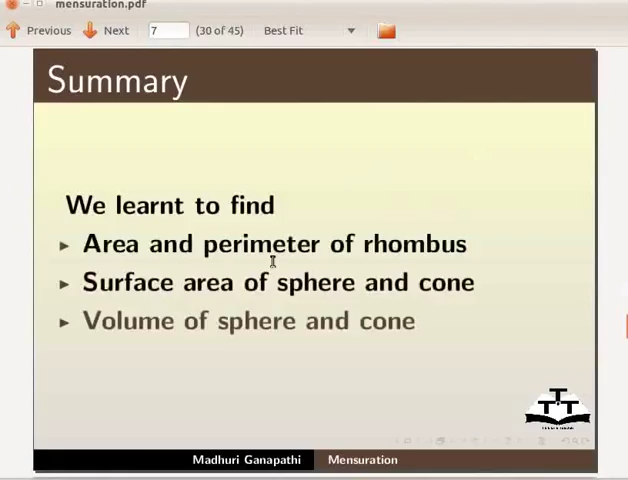 mensuration.pdf
Previous Next 7 (30 of 45) Best Fit
Summary
We learnt to find
Area and perimeter of rhombus
Surface area of sphere and cone
Volume of sphere and cone
Madhuri Ganapathi Mensuration